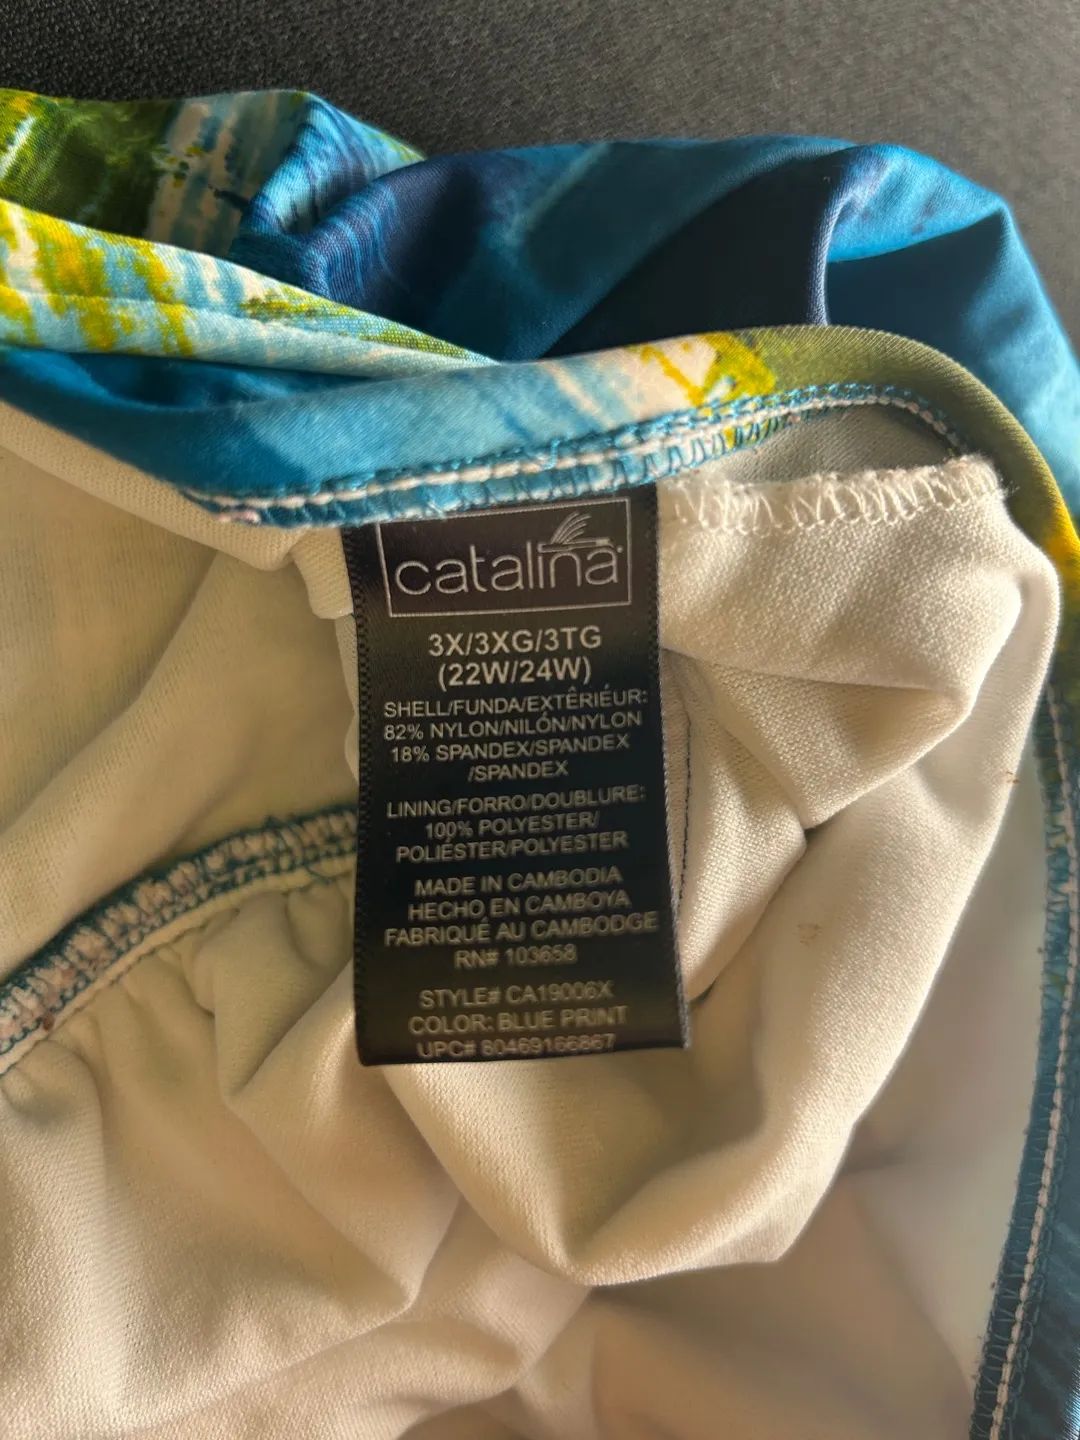 catalina
3X/3XG/3TG
(22W/24W)
SHELL/FUNDA/EXTÊRIÉUR:
82% NYLON/NILÓN/NYLON
18% SPANDEX/SPANDEX
/SPANDEX
LINING/FORRO/DOUBLURE:
100% POLYESTER/
POLIÉSTER/POLYESTER
MADE IN CAMBODIA
HECHO EN CAMBOYA
FABRIQUÉ AU CAMBODGE
RN# 103658
STYLE# CA19006X
COLOR: BLUE PRINT
UPC# 80469166867